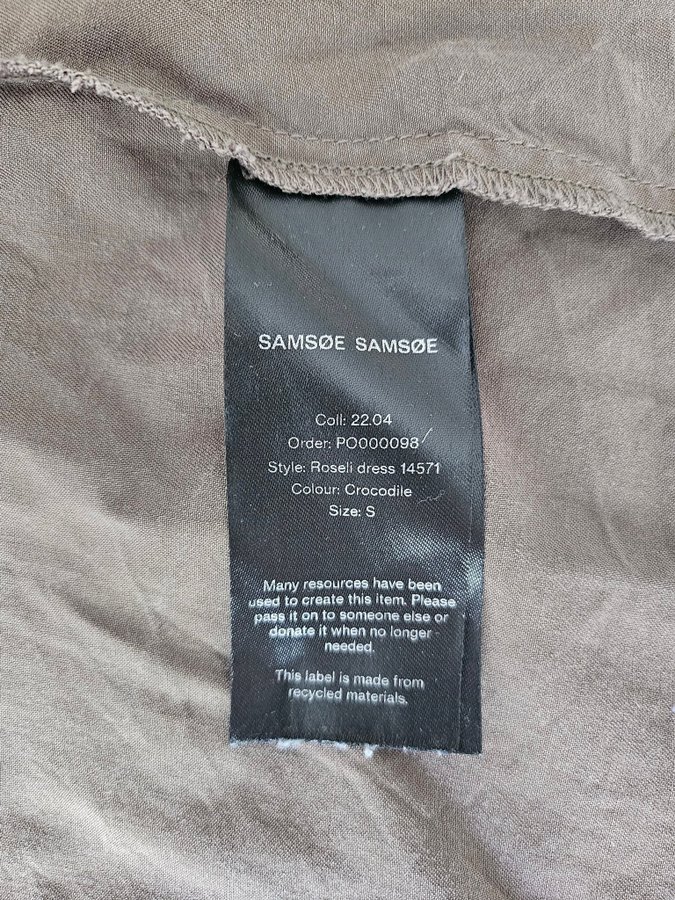 SAMSØE SAMSØE
Coll: 22.04
Order: PO000098
Style: Roseli dress 14571
Colour: Crocodile
Size: S
Many resources have been
used to create this item. Please
pass it on to someone else or
donate it when no longer
needed.
This label is made from
recycled materials.